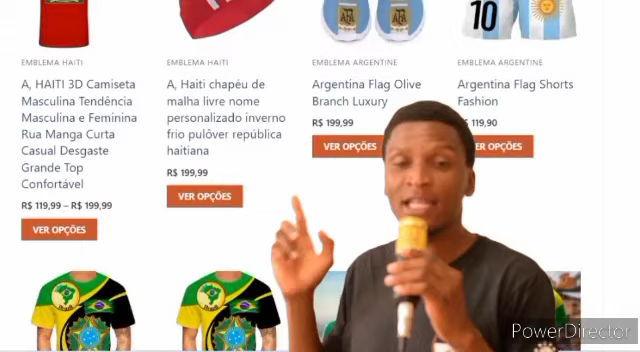 EMBLEMA HAITI
A, HAITI 3D Camiseta
Masculina Tendência
Masculina e Feminina
Rua Manga Curta
Casual Desgaste
Grande Top
Confortável
R$ 119,99 – R$ 199,99
VER OPÇÕES
EMBLEMA HAITI
A, Haiti chapéu de
malha livre nome
personalizado inverno
frio pulôver república
haitiana
R$ 199,99
VER OPÇÕES
EMBLEMA ARGENTINE
Argentina Flag Olive
Branch Luxury
R$ 199,99
VER OPÇÕES
10
EMBLEMA ARGENTINE
Argentina Flag Shorts
Fashion
119,90
OPÇÕES
PowerDirector